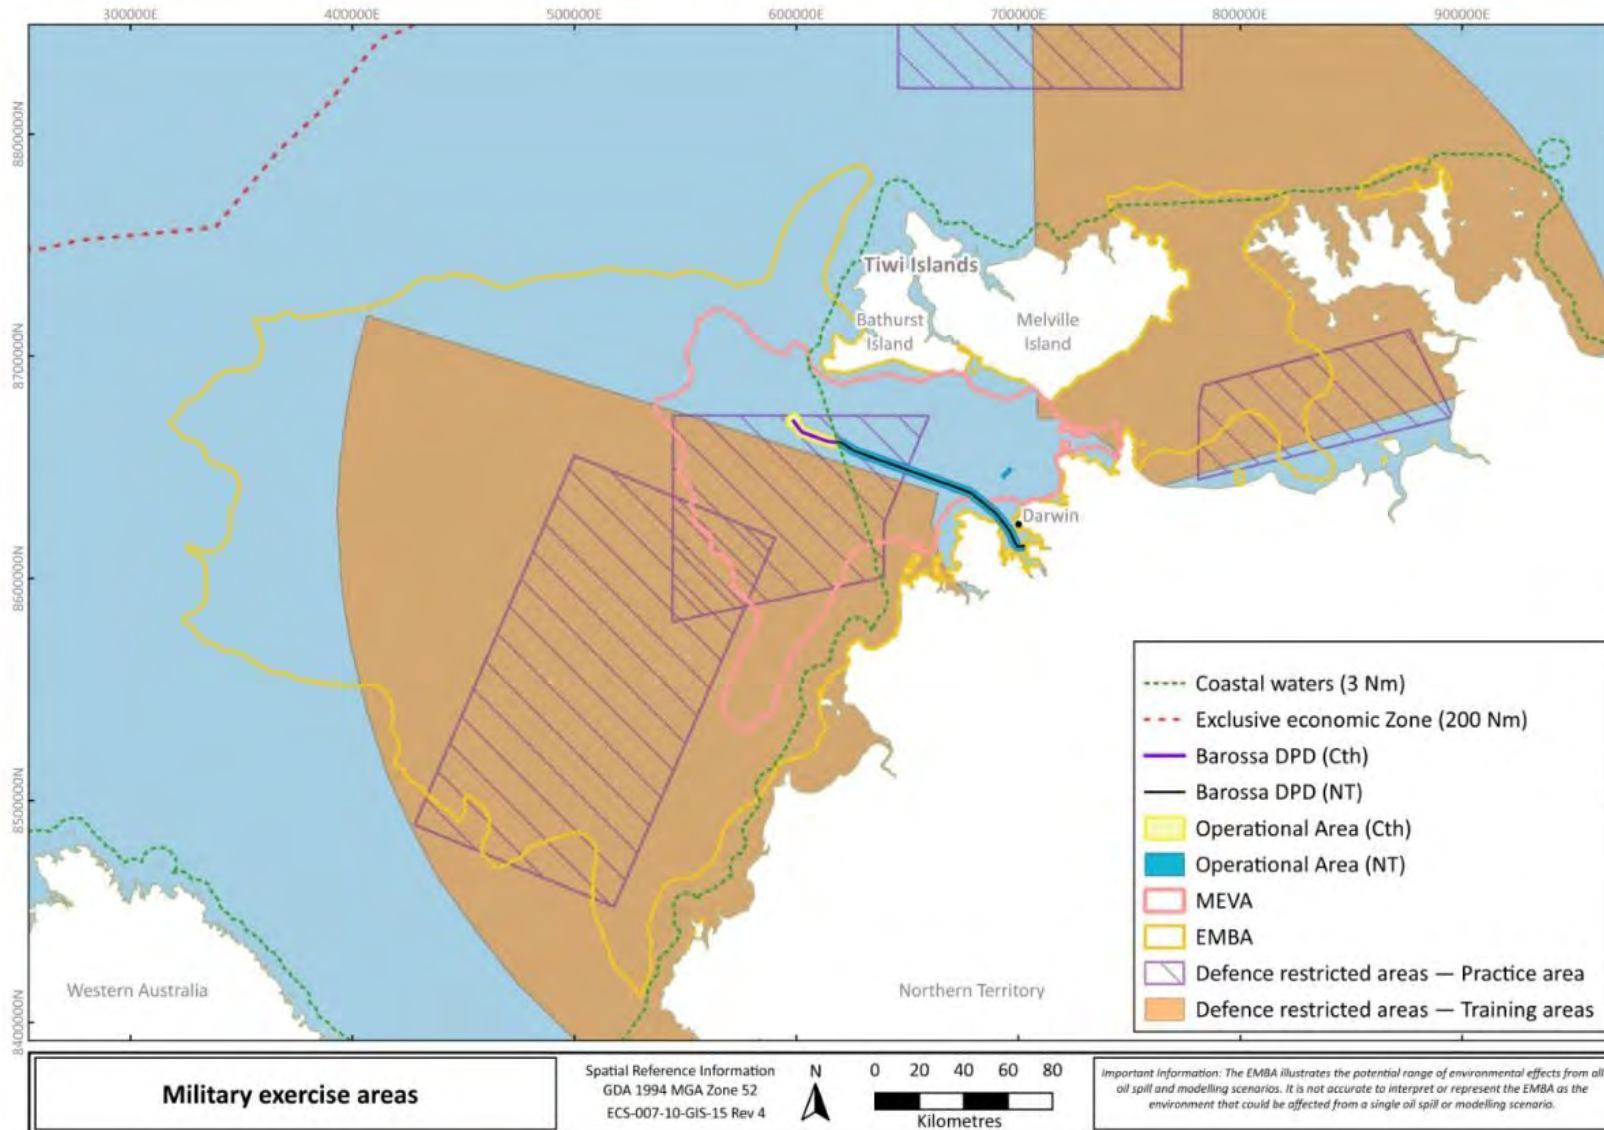 300000E 400000E 500000E 600000E 700000E 800000E 900000E
8800000N
8700000N
8600000N
8500000N
8400000N
Tiwi Islands
Bathurst
Island
Melville
Island
Darwin
Western Australia
Northern Territory
Coastal waters (3 Nm)
Exclusive economic Zone (200 Nm)
Barossa DPD (Cth)
Barossa DPD (NT)
Operational Area (Cth)
Operational Area (NT)
MEVA
EMBA
Defence restricted areas — Practice area
Defence restricted areas — Training areas
Military exercise areas
Spatial Reference Information
GDA 1994 MGA Zone 52
ECS-007-10-GIS-15 Rev 4
N
0 20 40 60 80
Kilometres
Important Information: The EMBA illustrates the potential range of environmental effects from all
oil spill and modelling scenarios. It is not accurate to interpret or represent the EMBA as the
environment that could be affected from a single oil spill or modelling scenario.